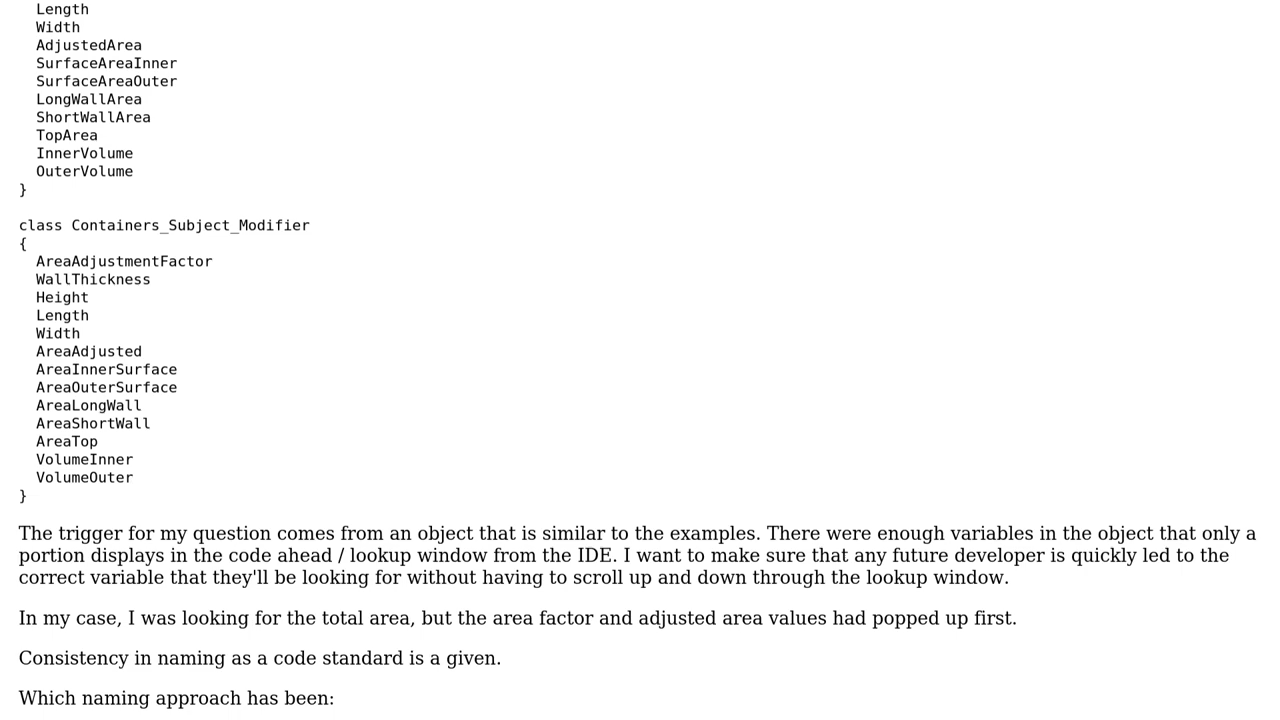 Length
Width
AdjustedArea
SurfaceAreaInner
SurfaceAreaOuter
LongWallArea
ShortWallArea
TopArea
InnerVolume
OuterVolume
}
class Containers_Subject_Modifier
{
AreaAdjustmentFactor
WallThickness
Height
Length
Width
AreaAdjusted
AreaInnerSurface
AreaOuterSurface
AreaLongWall
AreaShortWall
AreaTop
VolumeInner
VolumeOuter
}
The trigger for my question comes from an object that is similar to the examples. There were enough variables in the object that only a
portion displays in the code ahead / lookup window from the IDE. I want to make sure that any future developer is quickly led to the
correct variable that they'll be looking for without having to scroll up and down through the lookup window.
In my case, I was looking for the total area, but the area factor and adjusted area values had popped up first.
Consistency in naming as a code standard is a given.
Which naming approach has been: